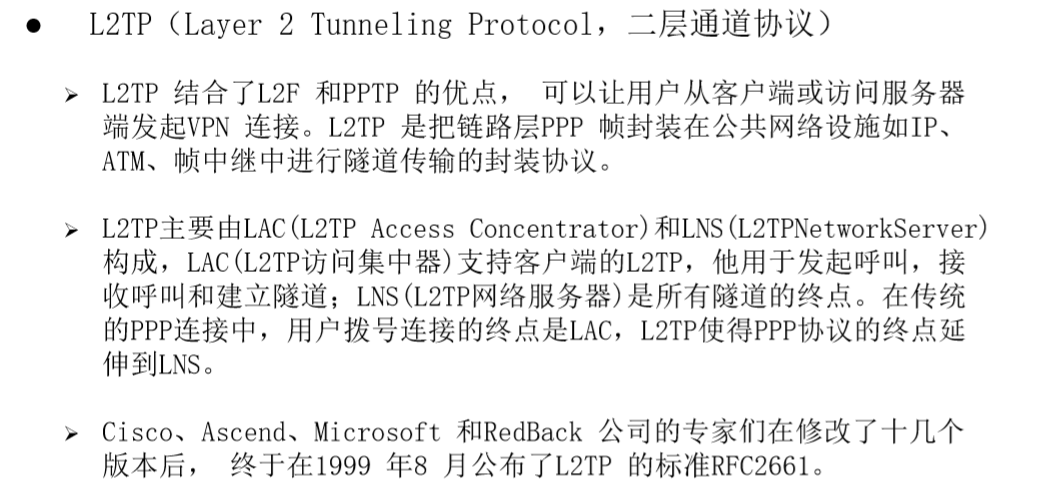 ● L2TP（Layer 2 Tunneling Protocol，二层通道协议）
➢ L2TP 结合了L2F 和PPTP 的优点， 可以让用户从客户端或访问服务器
端发起VPN 连接。L2TP 是把链路层PPP 帧封装在公共网络设施如IP、
ATM、帧中继中进行隧道传输的封装协议。
➢ L2TP主要由LAC(L2TP Access Concentrator)和LNS(L2TPNetworkServer)
构成，LAC(L2TP访问集中器)支持客户端的L2TP，他用于发起呼叫，接
收呼叫和建立隧道；LNS(L2TP网络服务器)是所有隧道的终点。在传统
的PPP连接中，用户拨号连接的终点是LAC，L2TP使得PPP协议的终点延
伸到LNS。
➢ Cisco、Ascend、Microsoft 和RedBack 公司的专家们在修改了十几个
版本后， 终于在1999 年8 月公布了L2TP 的标准RFC2661。